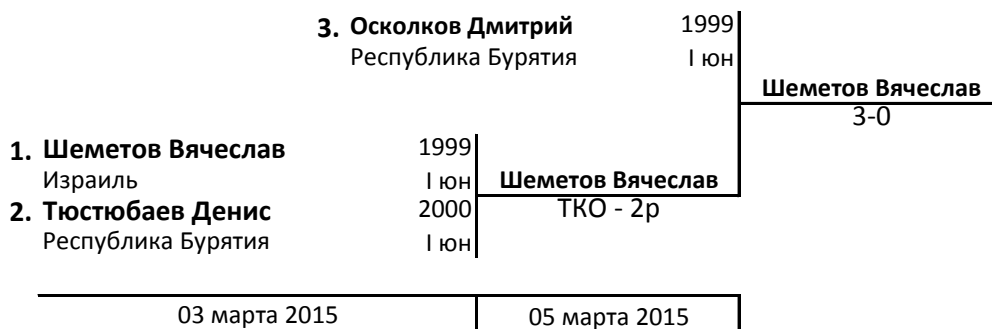 3. Осколков Дмитрий 1999
Республика Бурятия I юн
Шеметов Вячеслав
3-0
1. Шеметов Вячеслав 1999
Израиль I юн
Шеметов Вячеслав
2. Тюстюбаев Денис 2000
ТКО - 2р
Республика Бурятия I юн
03 марта 2015 05 марта 2015